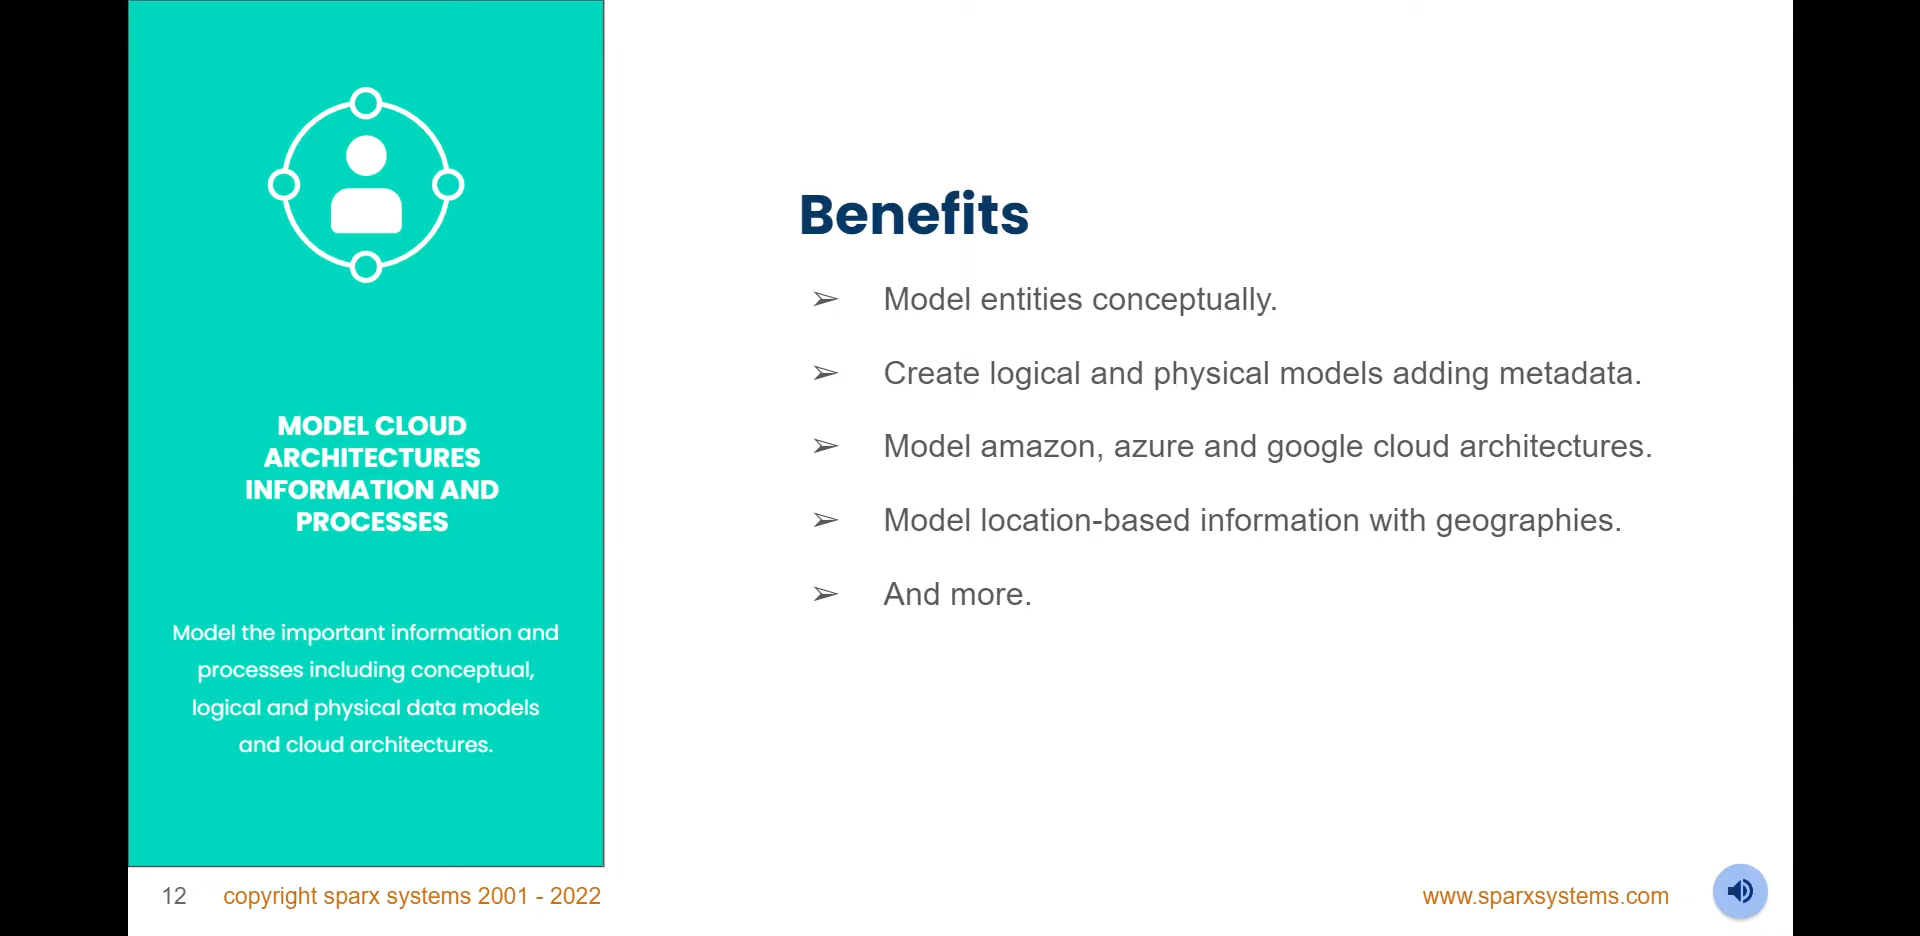 MODEL CLOUD
ARCHITECTURES
INFORMATION AND
PROCESSES
Model the important information and
processes including conceptual,
logical and physical data models
and cloud architectures.
Benefits
➢ Model entities conceptually.
➢ Create logical and physical models adding metadata.
➢ Model amazon, azure and google cloud architectures.
➢ Model location-based information with geographies.
➢ And more.
12 copyright sparx systems 2001 - 2022
www.sparxsystems.com